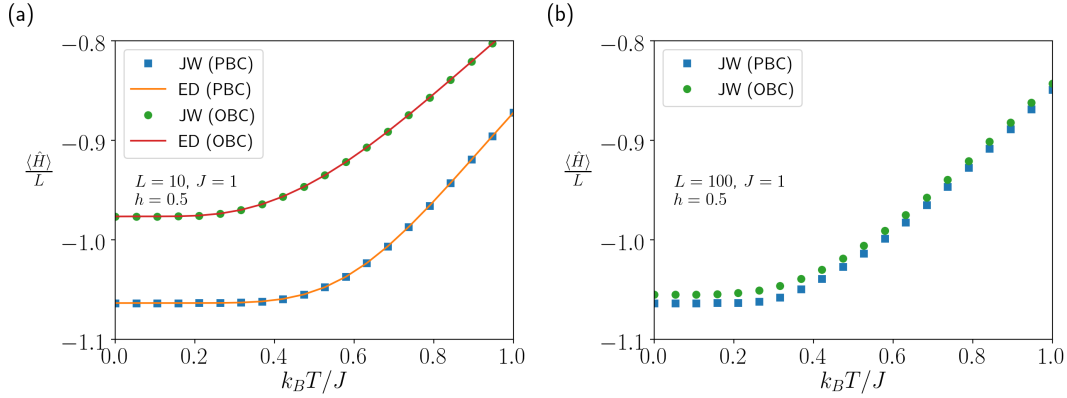 (a)
−0.8
−0.9
−1.0
−1.1
⟨Ĥ⟩
L
JW (PBC)
ED (PBC)
JW (OBC)
ED (OBC)
L = 10, J = 1
h = 0.5
0.0 0.2 0.4 0.6 0.8 1.0
k_BT/J
(b)
−0.8
−0.9
−1.0
−1.1
⟨Ĥ⟩
L
JW (PBC)
JW (OBC)
L = 100, J = 1
h = 0.5
0.0 0.2 0.4 0.6 0.8 1.0
k_BT/J